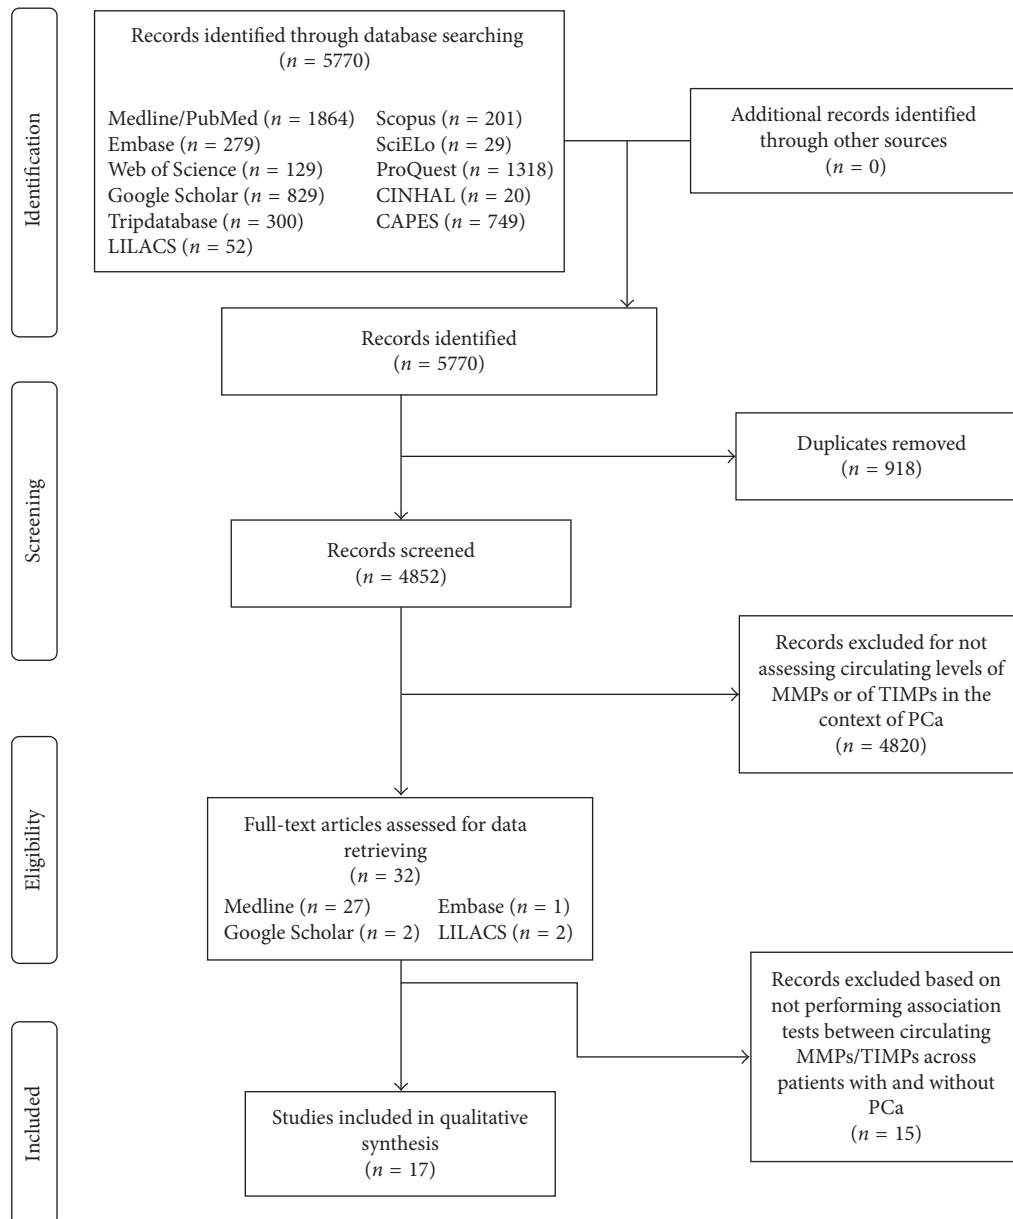 Identification
Records identified through database searching
(n = 5770)
Medline/PubMed (n = 1864)
Embase (n = 279)
Web of Science (n = 129)
Google Scholar (n = 829)
Tripdatabase (n = 300)
LILACS (n = 52)
Scopus (n = 201)
SciELo (n = 29)
ProQuest (n = 1318)
CINHAL (n = 20)
CAPES (n = 749)
Additional records identified
through other sources
(n = 0)
Records identified
(n = 5770)
Screening
Duplicates removed
(n = 918)
Records screened
(n = 4852)
Records excluded for not
assessing circulating levels of
MMPs or of TIMPs in the
context of PCa
(n = 4820)
Eligibility
Full-text articles assessed for data
retrieving
(n = 32)
Medline (n = 27)
Google Scholar (n = 2)
Embase (n = 1)
LILACS (n = 2)
Records excluded based on
not performing association
tests between circulating
MMPs/TIMPs across
patients with and without
PCa
(n = 15)
Included
Studies included in qualitative
synthesis
(n = 17)